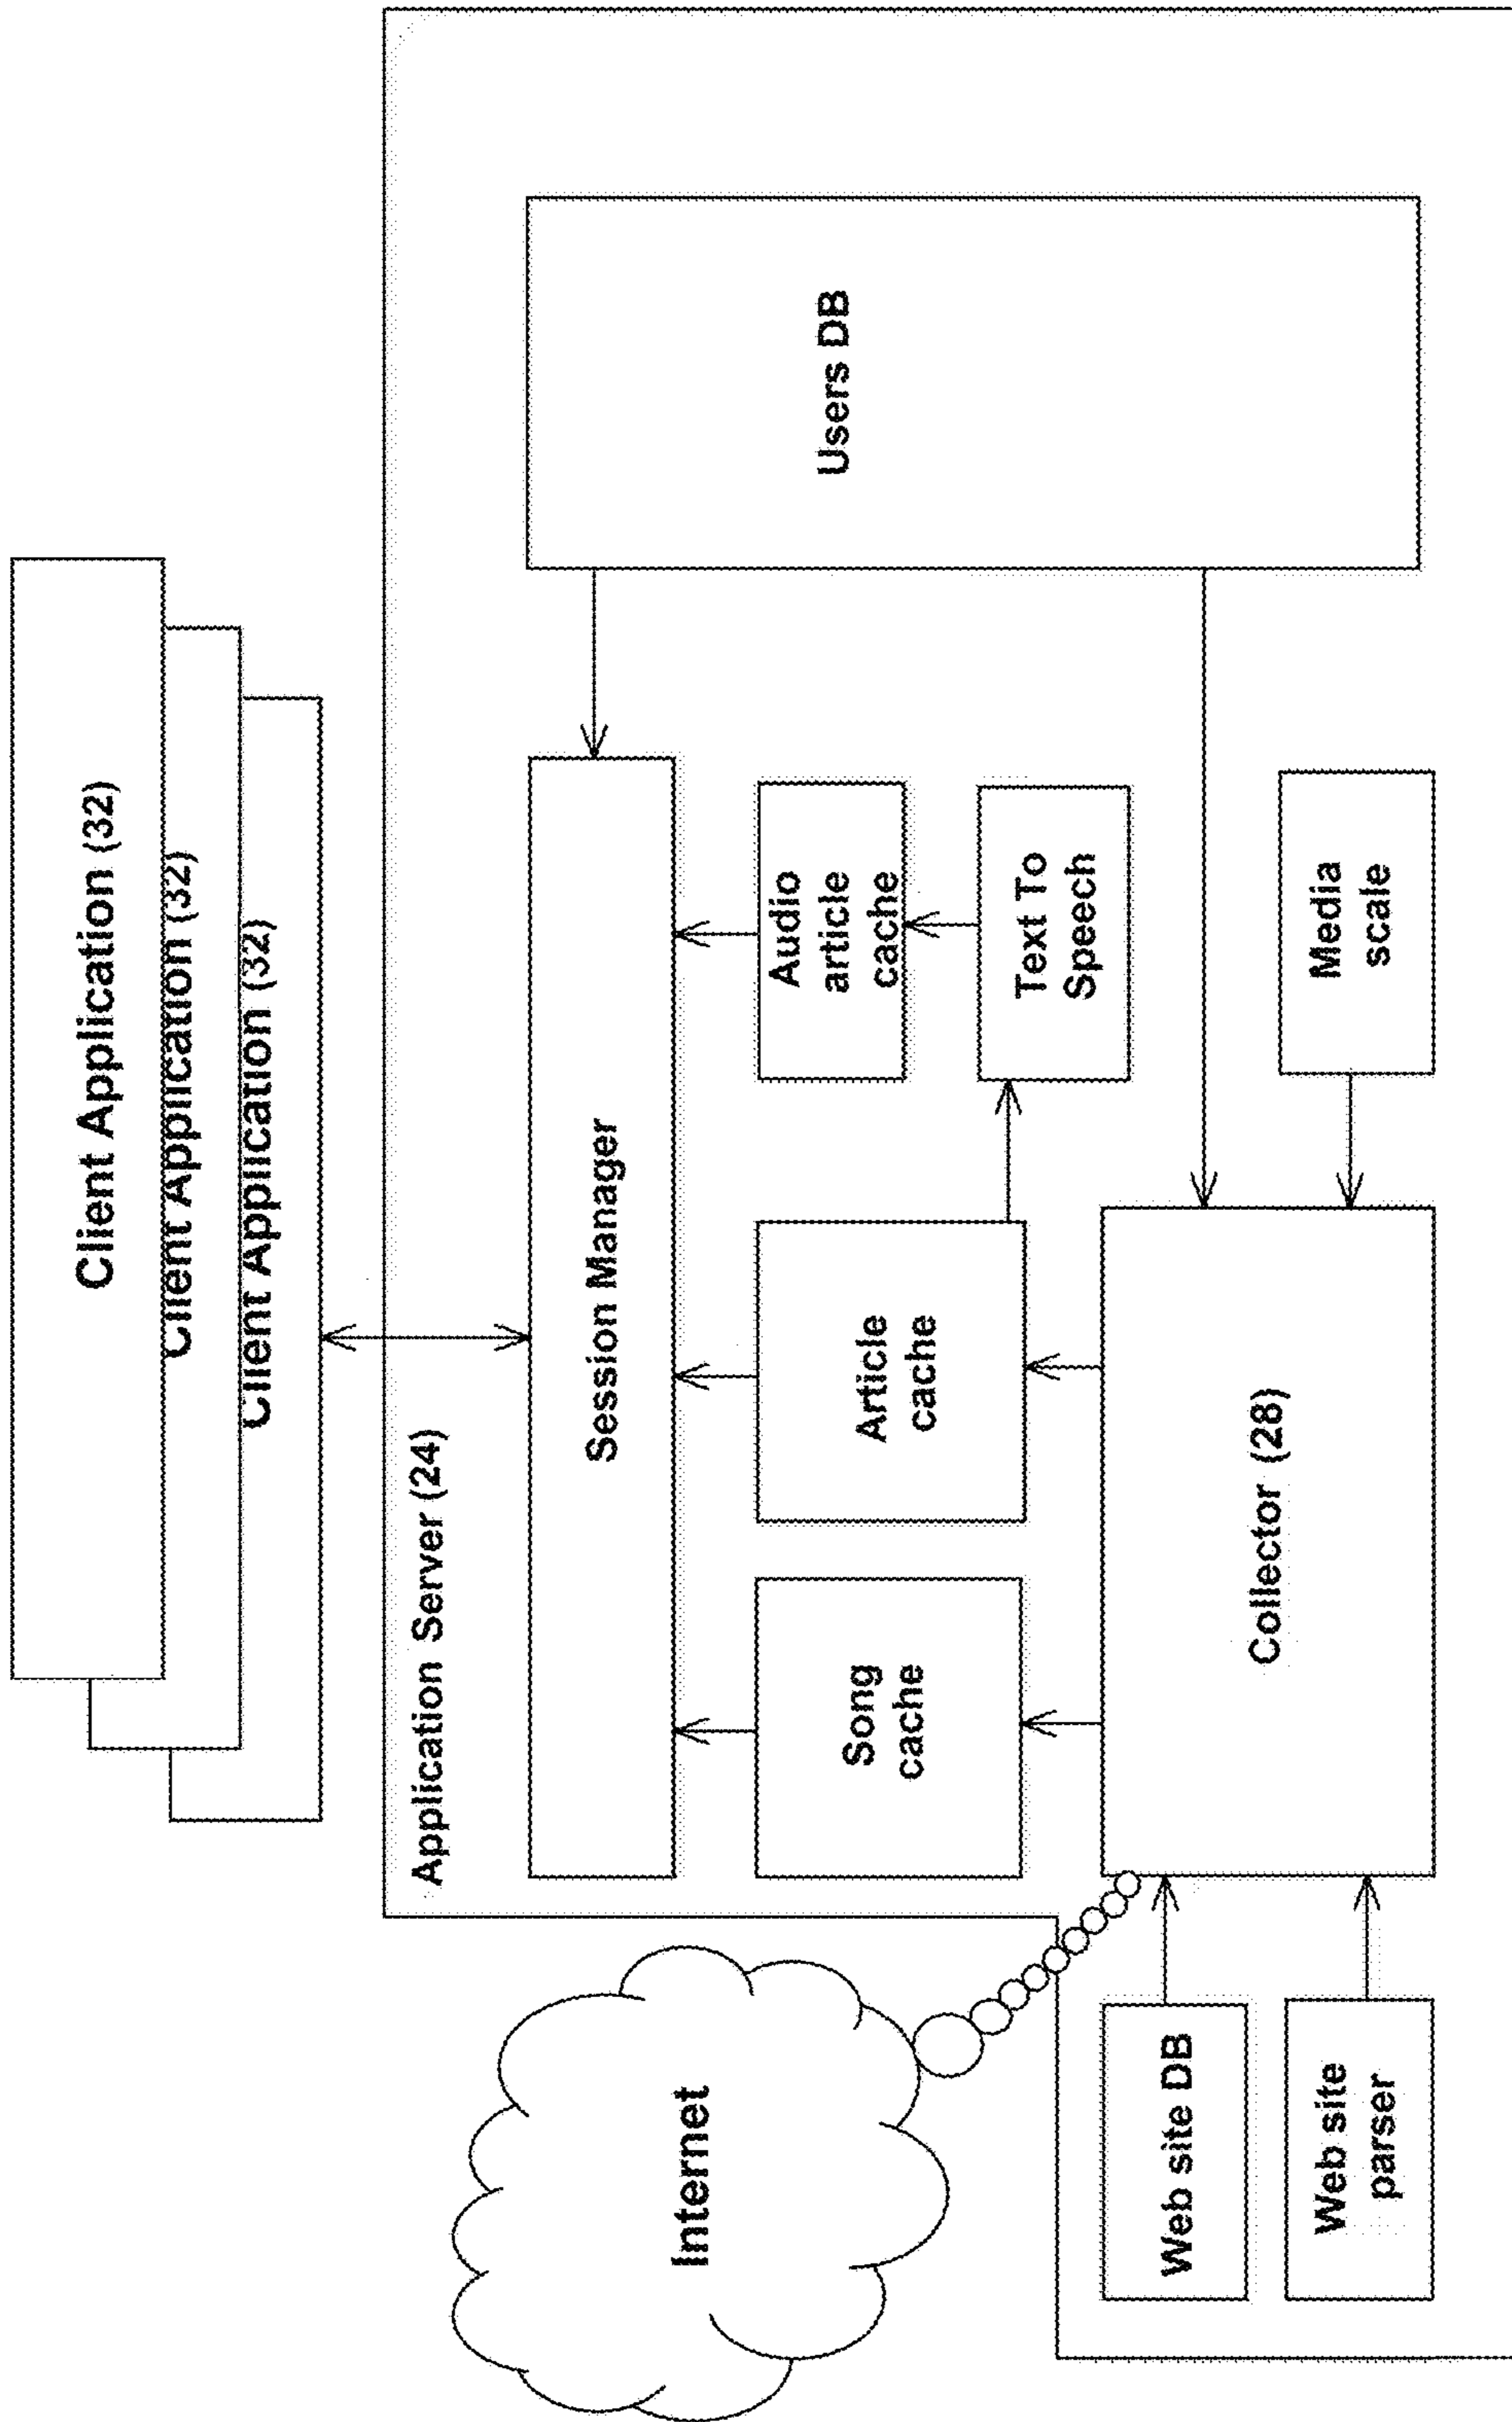 Client Application (32)
Client Application (32)
Client Application (32)
Application Server (24)
Internet
Session Manager
Users DB
Song
cache
Article
cache
Audio
article
cache
Text To
Speech
Web site DB
Web site
parser
Collector (28)
Media
scale